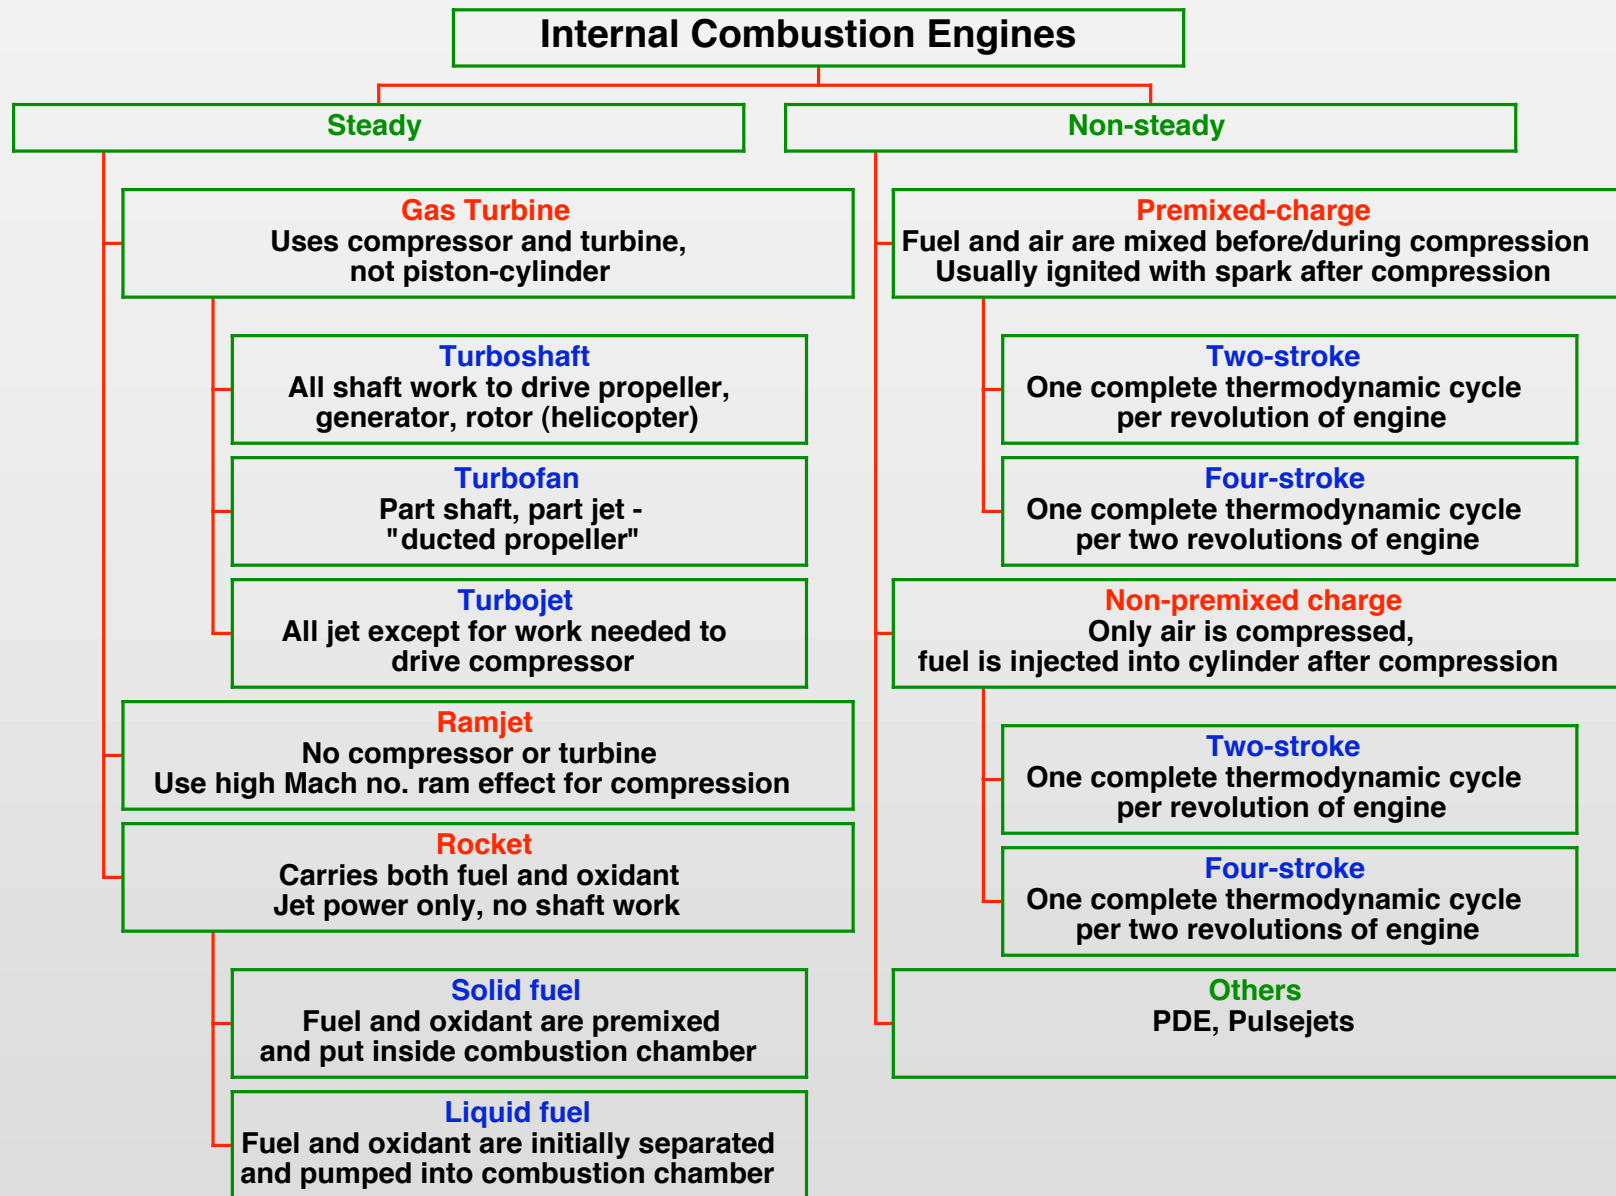 Internal Combustion Engines
Steady
Gas Turbine
Uses compressor and turbine,
not piston-cylinder
Turboshaft
All shaft work to drive propeller,
generator, rotor (helicopter)
Turbofan
Part shaft, part jet -
"ducted propeller"
Turbojet
All jet except for work needed to
drive compressor
Ramjet
No compressor or turbine
Use high Mach no. ram effect for compression
Rocket
Carries both fuel and oxidant
Jet power only, no shaft work
Solid fuel
Fuel and oxidant are premixed
and put inside combustion chamber
Liquid fuel
Fuel and oxidant are initially separated
and pumped into combustion chamber
Non-steady
Premixed-charge
Fuel and air are mixed before/during compression
Usually ignited with spark after compression
Two-stroke
One complete thermodynamic cycle
per revolution of engine
Four-stroke
One complete thermodynamic cycle
per two revolutions of engine
Non-premixed charge
Only air is compressed,
fuel is injected into cylinder after compression
Two-stroke
One complete thermodynamic cycle
per revolution of engine
Four-stroke
One complete thermodynamic cycle
per two revolutions of engine
Others
PDE, Pulsejets